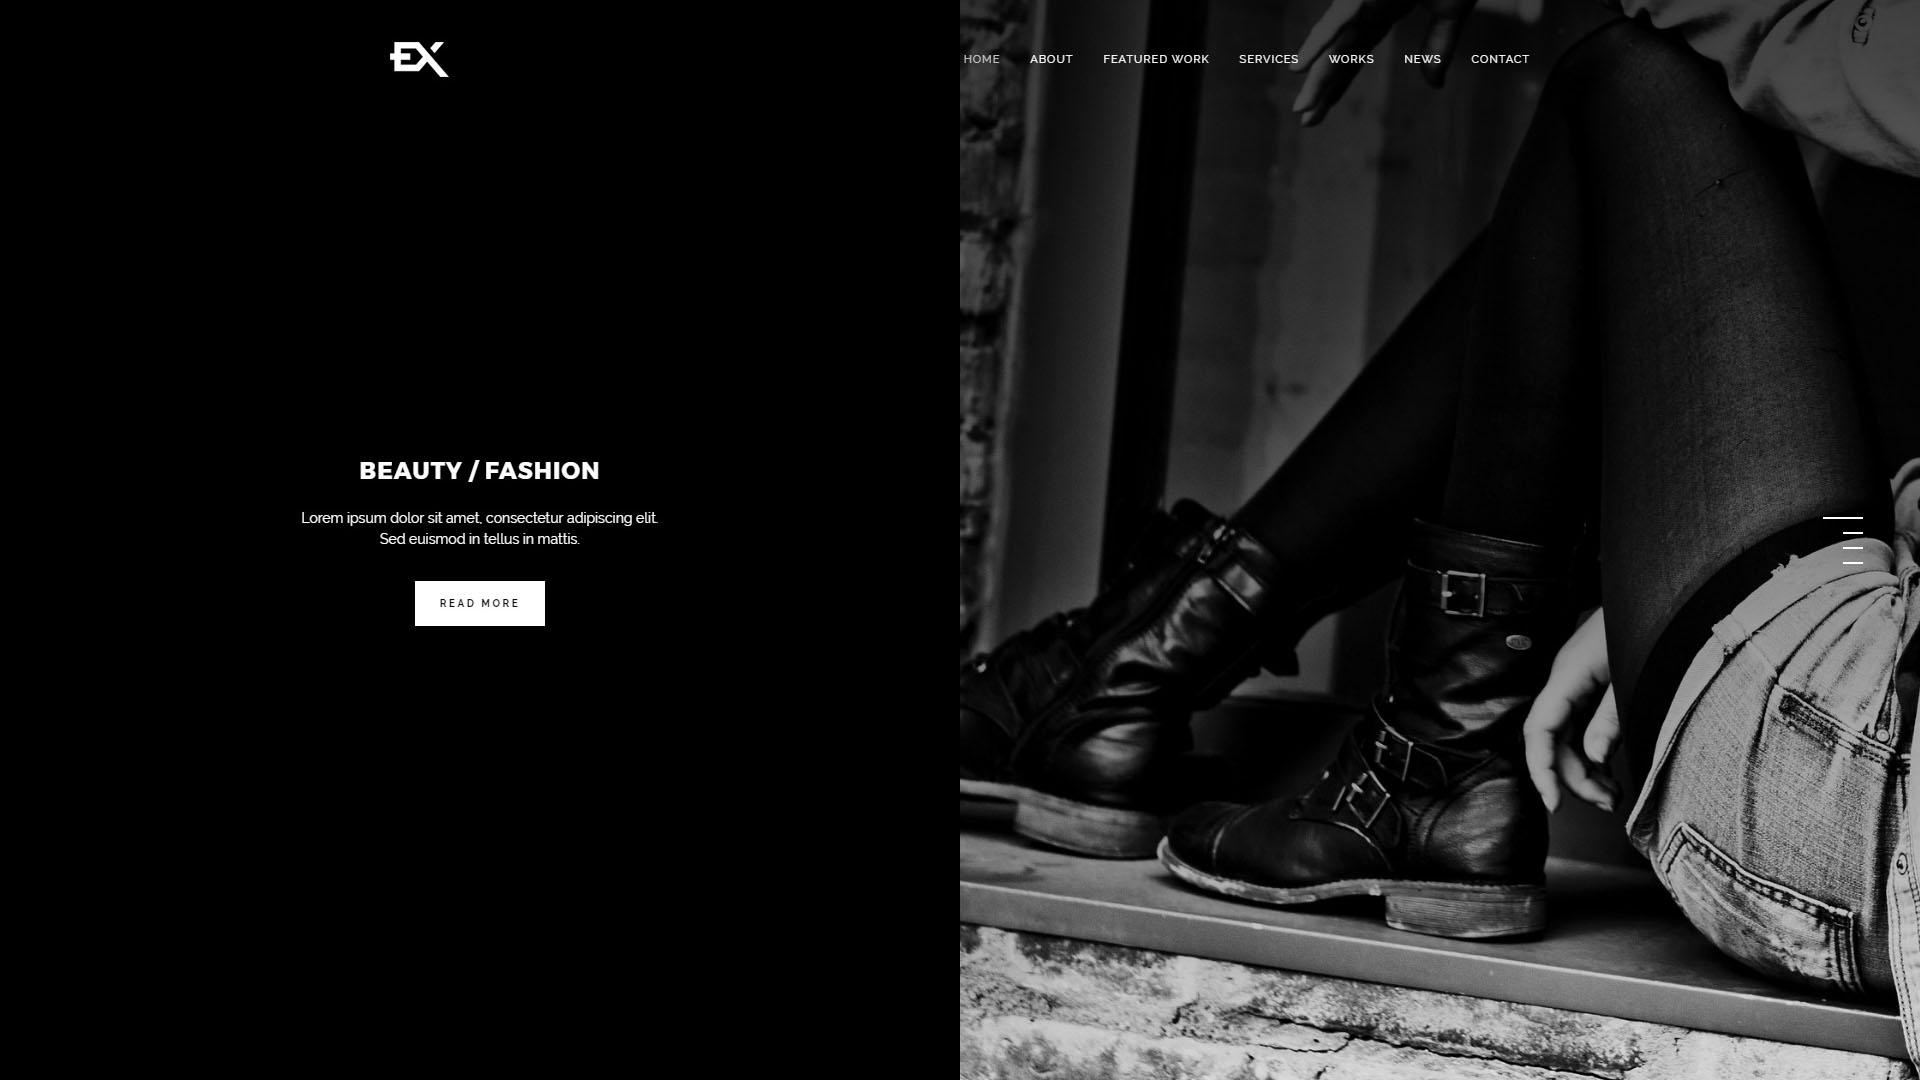 EX
HOME ABOUT FEATURED WORK SERVICES WORKS NEWS CONTACT
BEAUTY / FASHION
Lorem ipsum dolor sit amet, consectetur adipiscing elit.
Sed euismod in tellus in mattis.
READ MORE